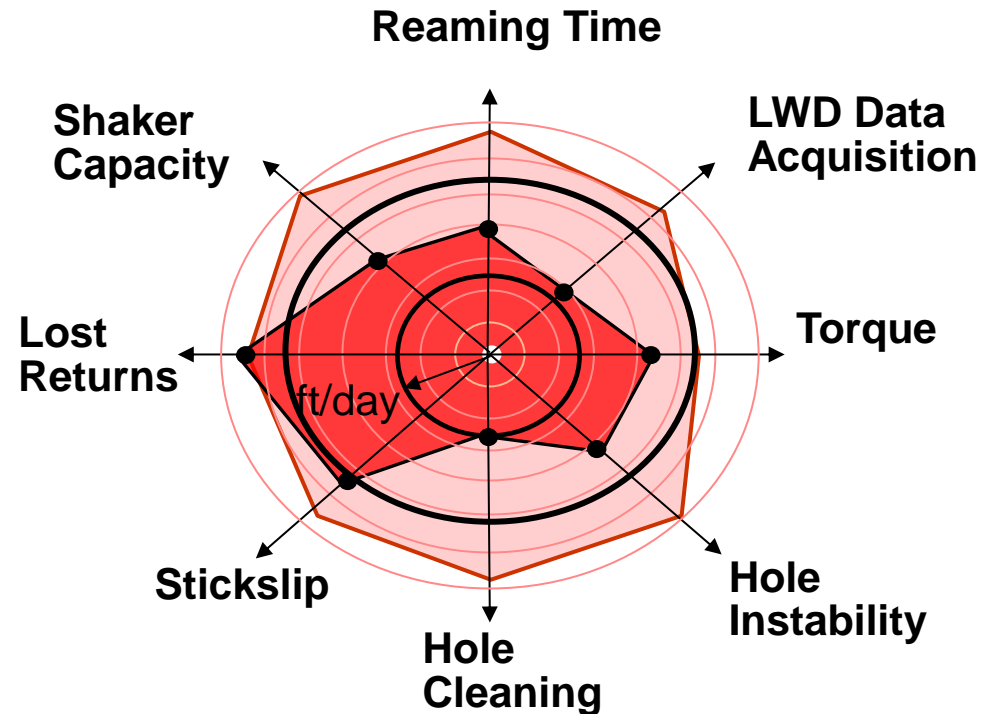 Reaming Time
Shaker
Capacity
LWD Data
Acquisition
Lost
Returns
Torque
ft/day
Stickslip
Hole
Instability
Hole
Cleaning